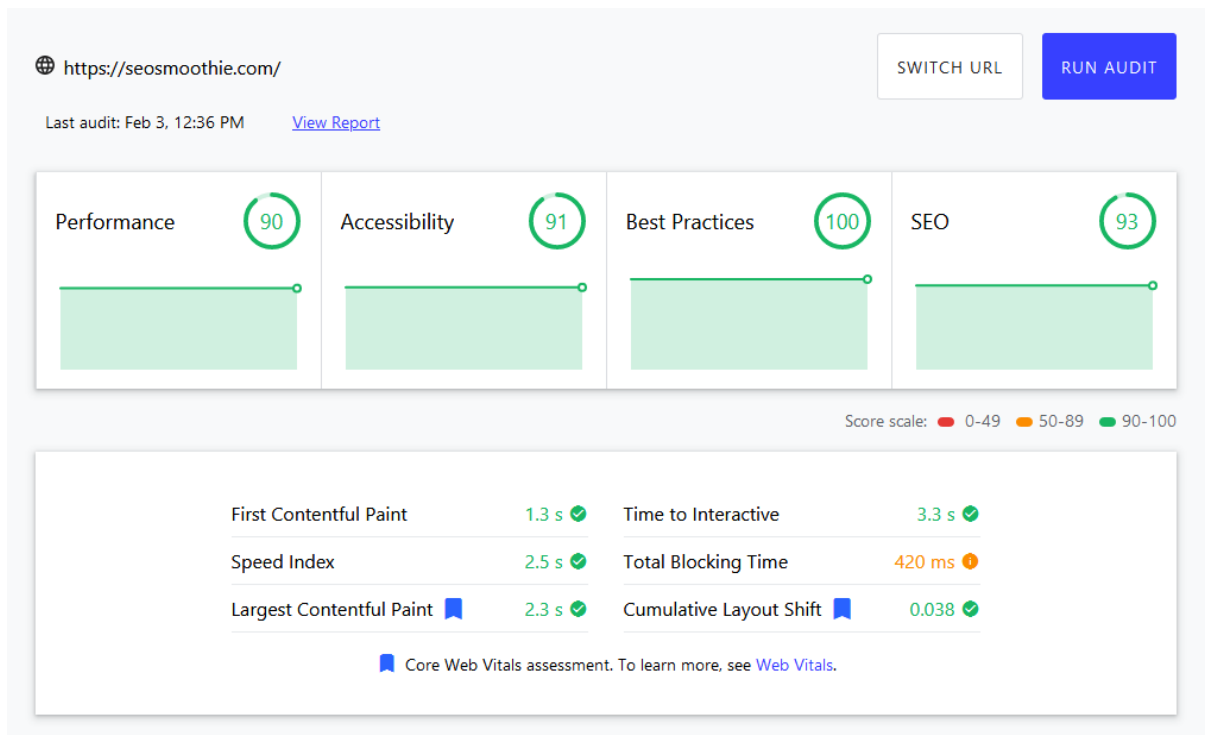 https://seosmoothie.com/
SWITCH URL
RUN AUDIT
Last audit: Feb 3, 12:36 PM
View Report
Performance
90
Accessibility
91
Best Practices
100
SEO
93
Score scale: 0-49 50-89 90-100
First Contentful Paint 1.3 s
Time to Interactive 3.3 s
Speed Index 2.5 s
Total Blocking Time 420 ms
Largest Contentful Paint 2.3 s
Cumulative Layout Shift 0.038
Core Web Vitals assessment. To learn more, see Web Vitals.